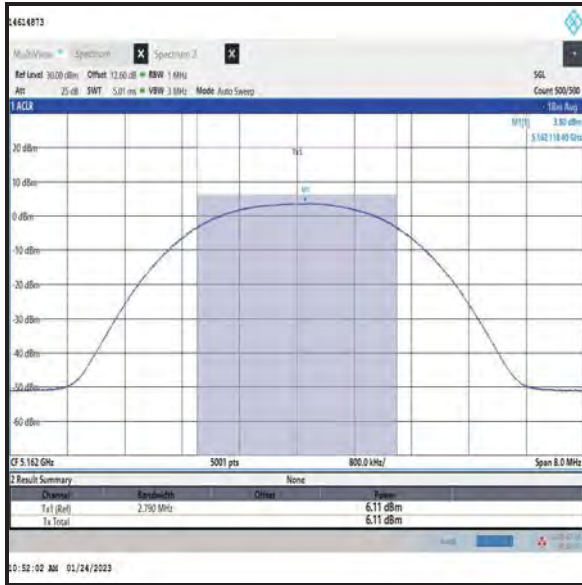 14614873
MultiView Spectrum X Spectrum 2 X
Ref Level 30.00 dBm Offset 12.60 dB RBW 1 MHz SGL
Att 25 dB SWT 5.01 ms VBW 3 MHz Mode Auto Sweep Count 500/500
1 ACLR 1Rm Avg
M1[1] 3.80 dBm
Tx1
20 dBm
10 dBm
M1
0 dBm
-10 dBm
-20 dBm
-30 dBm
-40 dBm
-50 dBm
-60 dBm
CF 5.162 GHz 5001 pts 800.0 kHz/ Span 8.0 MHz
2 Result Summary None
Channel Bandwidth Offset Power
Tx1 (Ref) 2.790 MHz 6.11 dBm
Tx Total 6.11 dBm
10:52:02 AM 01/24/2023